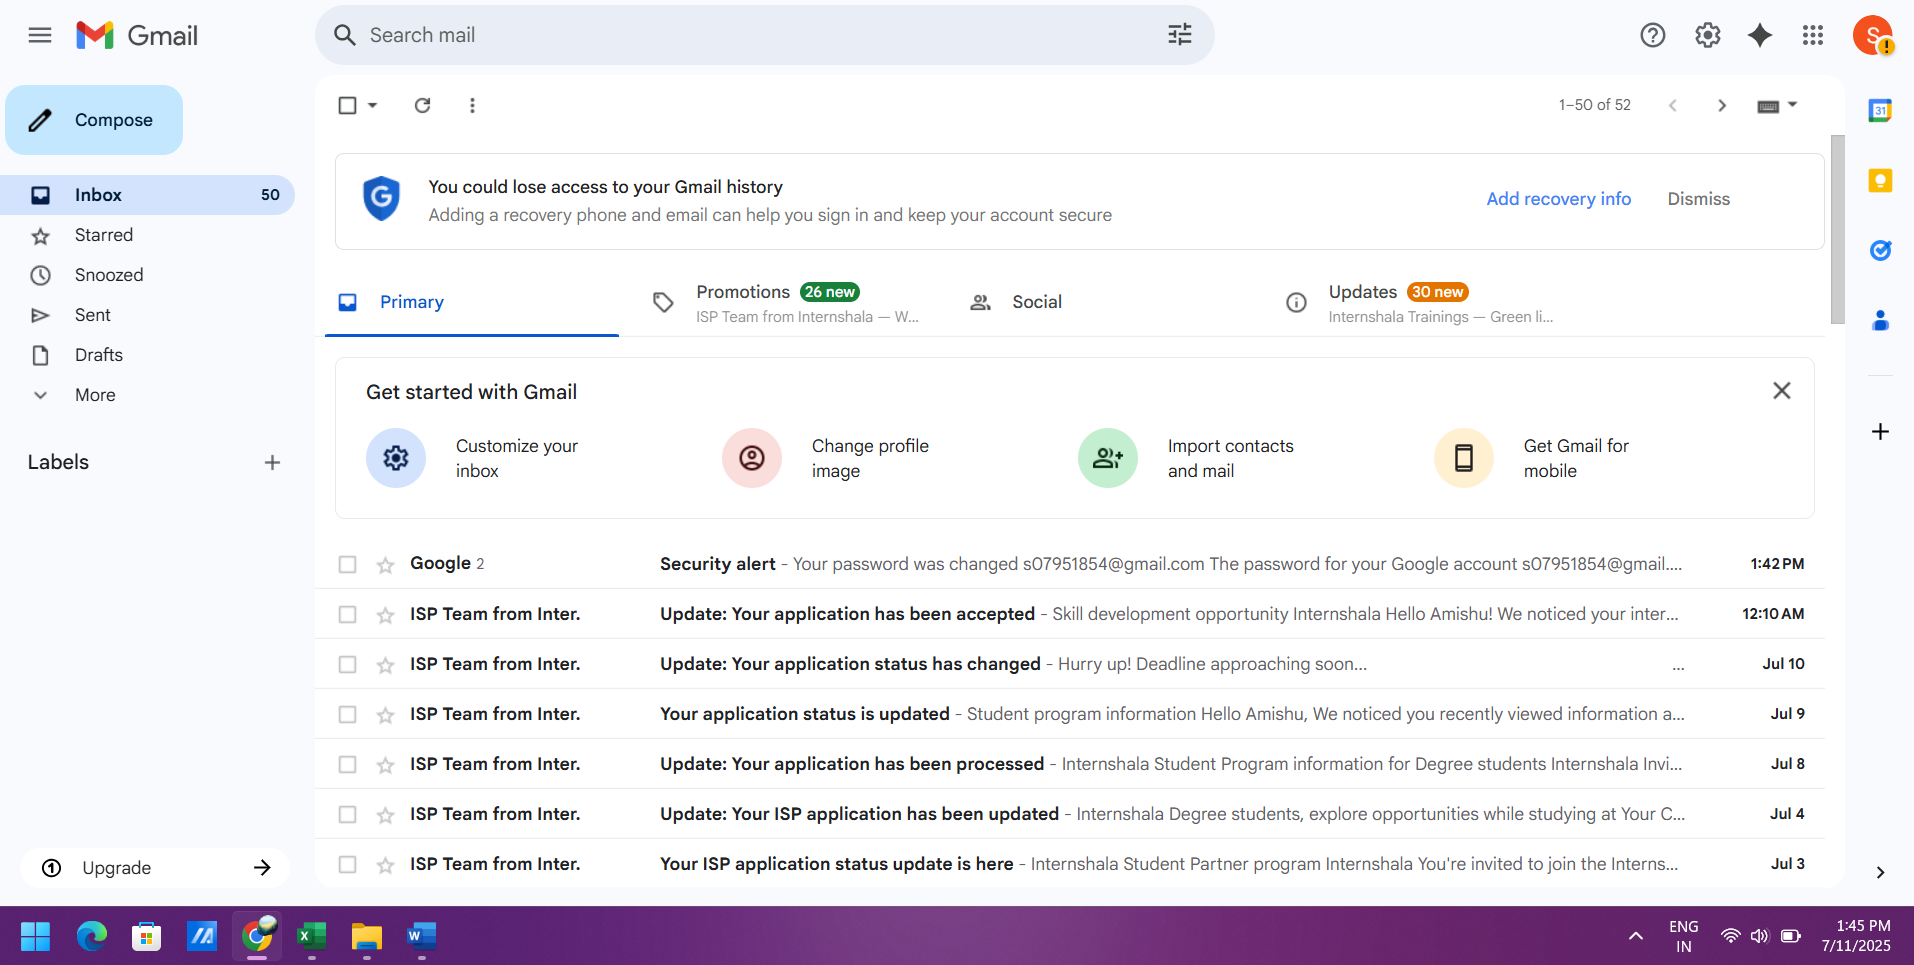 Gmail
Search mail
S
Compose
1–50 of 52
31
You could lose access to your Gmail history
Adding a recovery phone and email can help you sign in and keep your account secure
Add recovery info
Dismiss
Inbox 50
Starred
Snoozed
Sent
Drafts
More
Labels
Upgrade
Primary
Promotions 26 new
ISP Team from Internshala — W...
Social
Updates 30 new
Internshala Trainings — Green li...
Get started with Gmail
Customize your
inbox
Change profile
image
Import contacts
and mail
Get Gmail for
mobile
Google 2 Security alert - Your password was changed s07951854@gmail.com The password for your Google account s07951854@gmail.... 1:42 PM
ISP Team from Inter. Update: Your application has been accepted - Skill development opportunity Internshala Hello Amishu! We noticed your inter... 12:10 AM
ISP Team from Inter. Update: Your application status has changed - Hurry up! Deadline approaching soon... ... Jul 10
ISP Team from Inter. Your application status is updated - Student program information Hello Amishu, We noticed you recently viewed information a... Jul 9
ISP Team from Inter. Update: Your application has been processed - Internshala Student Program information for Degree students Internshala Invi... Jul 8
ISP Team from Inter. Update: Your ISP application has been updated - Internshala Degree students, explore opportunities while studying at Your C... Jul 4
ISP Team from Inter. Your ISP application status update is here - Internshala Student Partner program Internshala You're invited to join the Interns... Jul 3
ENG
IN
1:45 PM
7/11/2025